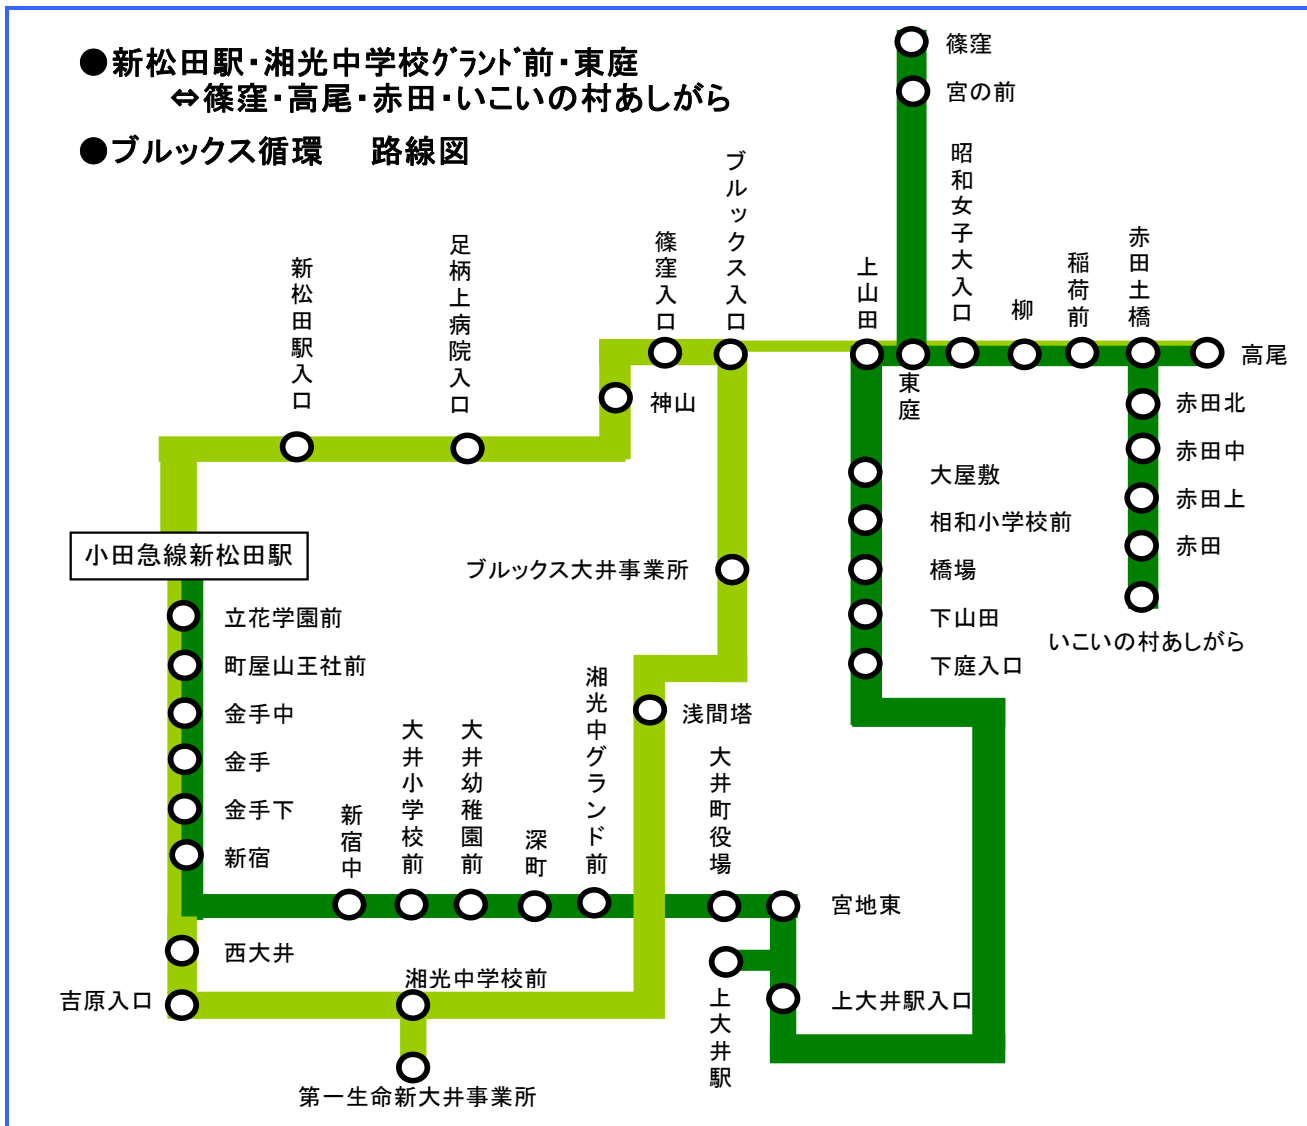 ●新松田駅・湘光中学校グランド前・東庭
⇔篠窪・高尾・赤田・いこいの村あしがら
●ブルックス循環 路線図
篠窪
宮の前
昭和女子大入口
ブルックス入口
赤田土橋
足柄上病院入口
篠窪入口
稲荷前
新松田駅入口
上山田
柳
高尾
東庭
神山
赤田北
赤田中
大屋敷
赤田上
相和小学校前
赤田
小田急線新松田駅
ブルックス大井事業所
橋場
立花学園前
下山田
いこいの村あしがら
町屋山王社前
下庭入口
湘光中グランド前
金手中
浅間塔
大井小学校前
大井幼稚園前
金手
大井町役場
金手下
新宿中
深町
新宿
宮地東
西大井
湘光中学校前
吉原入口
上大井駅
上大井駅入口
第一生命新大井事業所